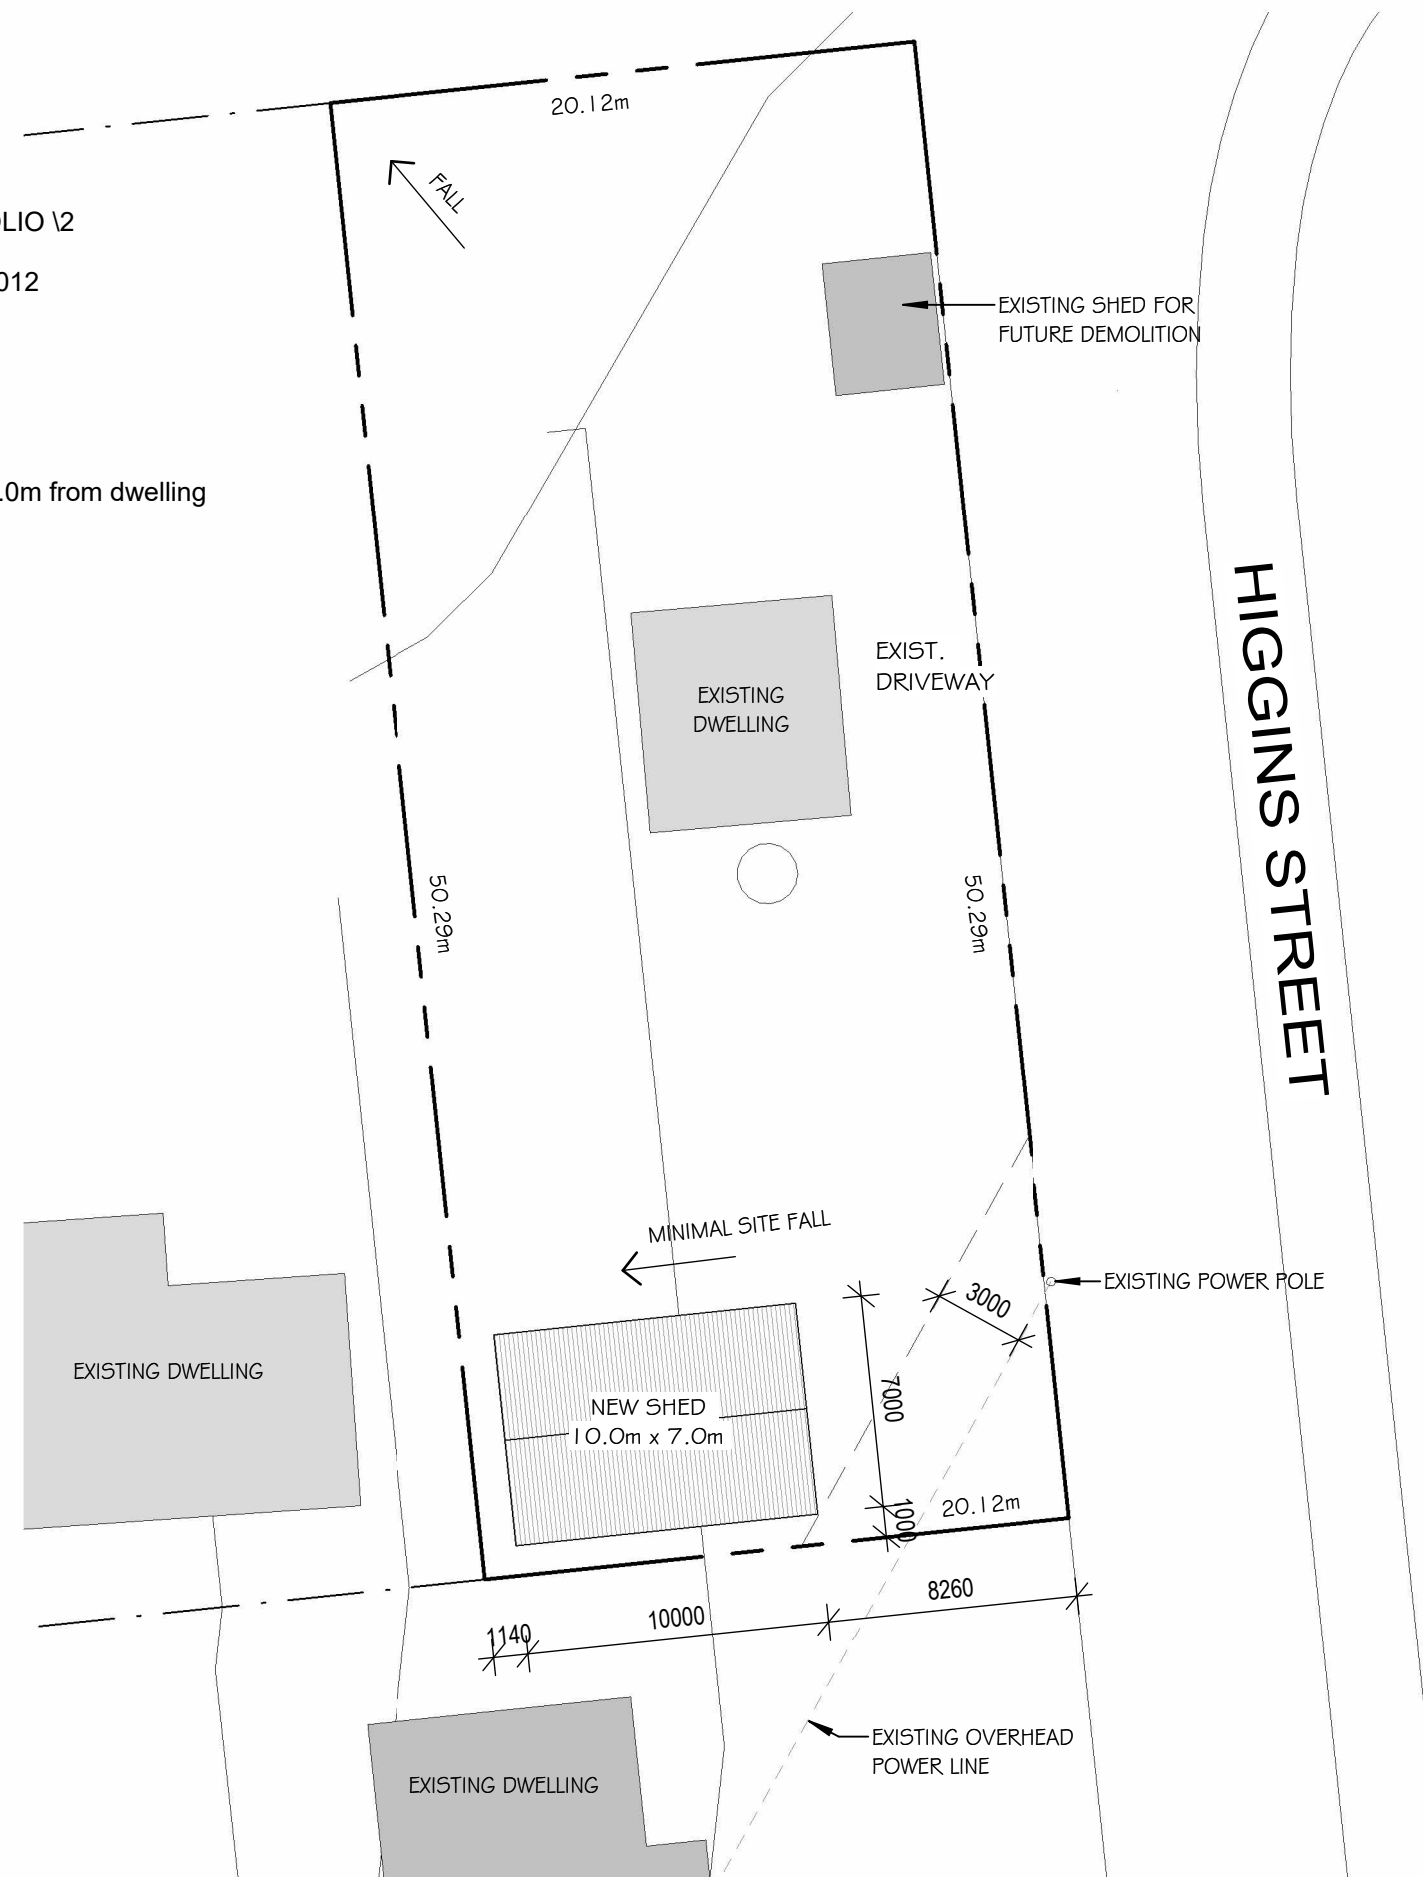 20.12m
FALL
LIO \2
012
EXISTING SHED FOR
FUTURE DEMOLITION
.0m from dwelling
HIGGINS STREET
EXIST.
DRIVEWAY
EXISTING
DWELLING
50.29m
50.29m
MINIMAL SITE FALL
EXISTING POWER POLE
3000
EXISTING DWELLING
7000
NEW SHED
10.0m x 7.0m
1000
20.12m
8260
10000
1140
EXISTING OVERHEAD
POWER LINE
EXISTING DWELLING